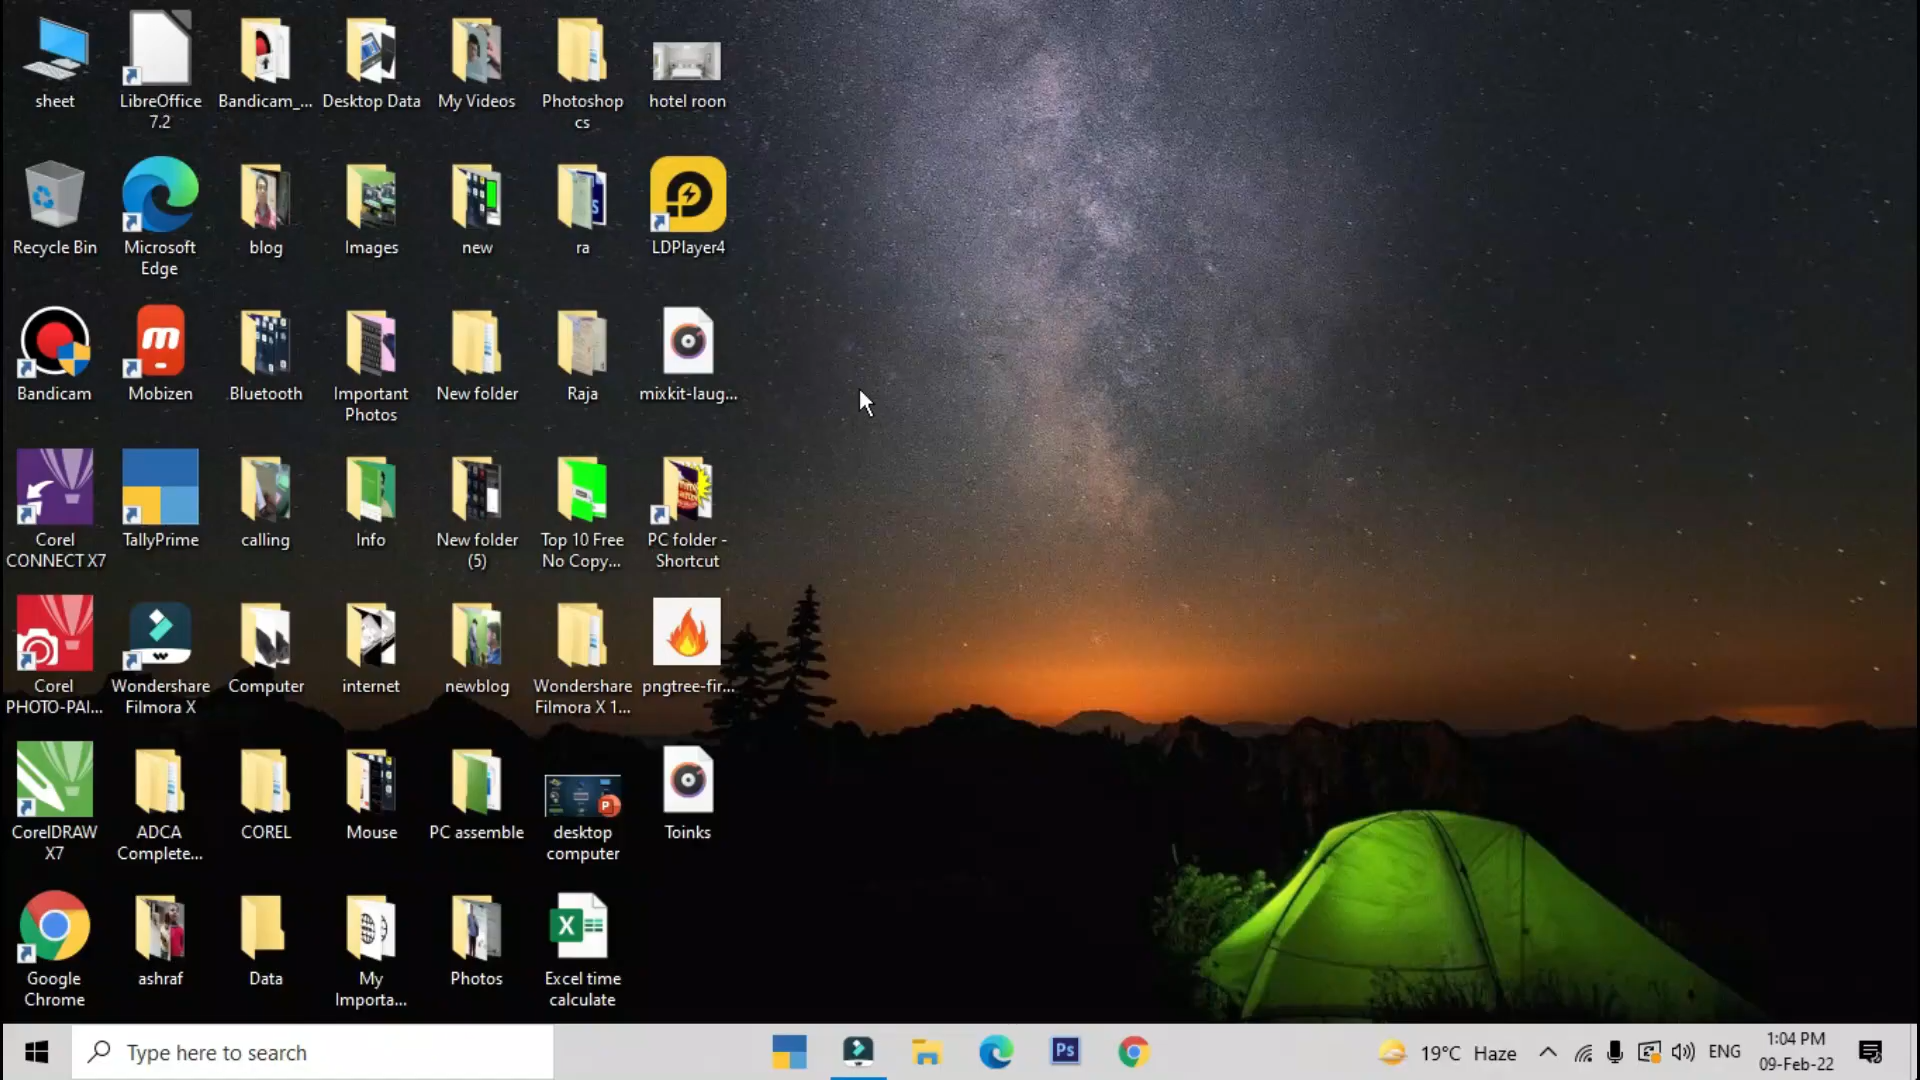 sheet
LibreOffice
7.2
Bandicam_...
Desktop Data
My Videos
Photoshop
cs
hotel roon
Recycle Bin
Microsoft
Edge
blog
Images
new
ra
LDPlayer4
Bandicam
Mobizen
Bluetooth
Important
Photos
New folder
Raja
mixkit-laug...
Corel
CONNECT X7
TallyPrime
calling
Info
New folder
(5)
Top 10 Free
No Copy...
PC folder -
Shortcut
Corel
PHOTO-PAI...
Wondershare
Filmora X
Computer
internet
newblog
Wondershare
Filmora X 1...
pngtree-fir...
CorelDRAW
X7
ADCA
Complete...
COREL
Mouse
PC assemble
desktop
computer
Toinks
Google
Chrome
ashraf
Data
My
Importa...
Photos
Excel time
calculate
Type here to search
Ps
19°C Haze
ENG
1:04 PM
09-Feb-22